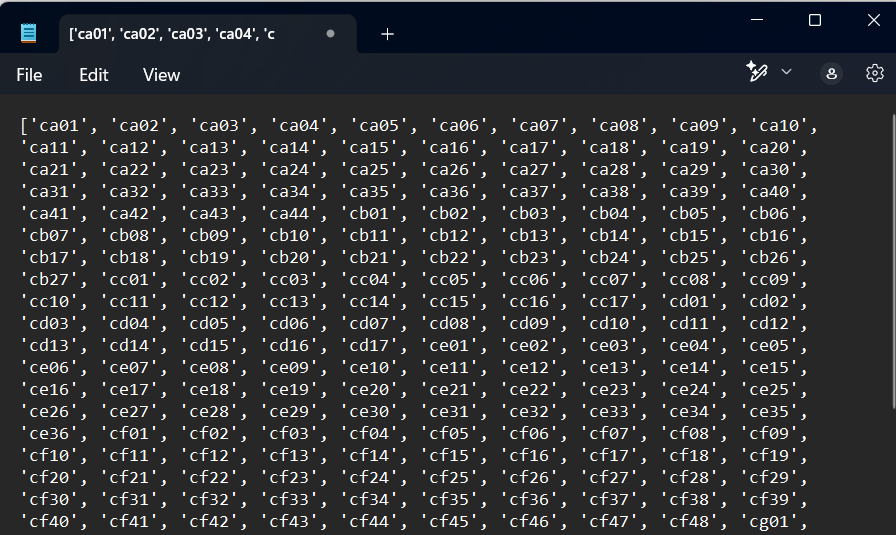 ['ca01', 'ca02', 'ca03', 'ca04', 'c
File
Edit
View
['ca01', 'ca02', 'ca03', 'ca04', 'ca05', 'ca06', 'ca07', 'ca08', 'ca09', 'ca10',
'ca11', 'ca12', 'ca13', 'ca14', 'ca15', 'ca16', 'ca17', 'ca18', 'ca19', 'ca20',
'ca21', 'ca22', 'ca23', 'ca24', 'ca25', 'ca26', 'ca27', 'ca28', 'ca29', 'ca30',
'ca31', 'ca32', 'ca33', 'ca34', 'ca35', 'ca36', 'ca37', 'ca38', 'ca39', 'ca40',
'ca41', 'ca42', 'ca43', 'ca44', 'cb01', 'cb02', 'cb03', 'cb04', 'cb05', 'cb06',
'cb07', 'cb08', 'cb09', 'cb10', 'cb11', 'cb12', 'cb13', 'cb14', 'cb15', 'cb16',
'cb17', 'cb18', 'cb19', 'cb20', 'cb21', 'cb22', 'cb23', 'cb24', 'cb25', 'cb26',
'cb27', 'cc01', 'cc02', 'cc03', 'cc04', 'cc05', 'cc06', 'cc07', 'cc08', 'cc09',
'cc10', 'cc11', 'cc12', 'cc13', 'cc14', 'cc15', 'cc16', 'cc17', 'cd01', 'cd02',
'cd03', 'cd04', 'cd05', 'cd06', 'cd07', 'cd08', 'cd09', 'cd10', 'cd11', 'cd12',
'cd13', 'cd14', 'cd15', 'cd16', 'cd17', 'ce01', 'ce02', 'ce03', 'ce04', 'ce05',
'ce06', 'ce07', 'ce08', 'ce09', 'ce10', 'ce11', 'ce12', 'ce13', 'ce14', 'ce15',
'ce16', 'ce17', 'ce18', 'ce19', 'ce20', 'ce21', 'ce22', 'ce23', 'ce24', 'ce25',
'ce26', 'ce27', 'ce28', 'ce29', 'ce30', 'ce31', 'ce32', 'ce33', 'ce34', 'ce35',
'ce36', 'cf01', 'cf02', 'cf03', 'cf04', 'cf05', 'cf06', 'cf07', 'cf08', 'cf09',
'cf10', 'cf11', 'cf12', 'cf13', 'cf14', 'cf15', 'cf16', 'cf17', 'cf18', 'cf19',
'cf20', 'cf21', 'cf22', 'cf23', 'cf24', 'cf25', 'cf26', 'cf27', 'cf28', 'cf29',
'cf30', 'cf31', 'cf32', 'cf33', 'cf34', 'cf35', 'cf36', 'cf37', 'cf38', 'cf39',
'cf40', 'cf41', 'cf42', 'cf43', 'cf44', 'cf45', 'cf46', 'cf47', 'cf48', 'cg01',